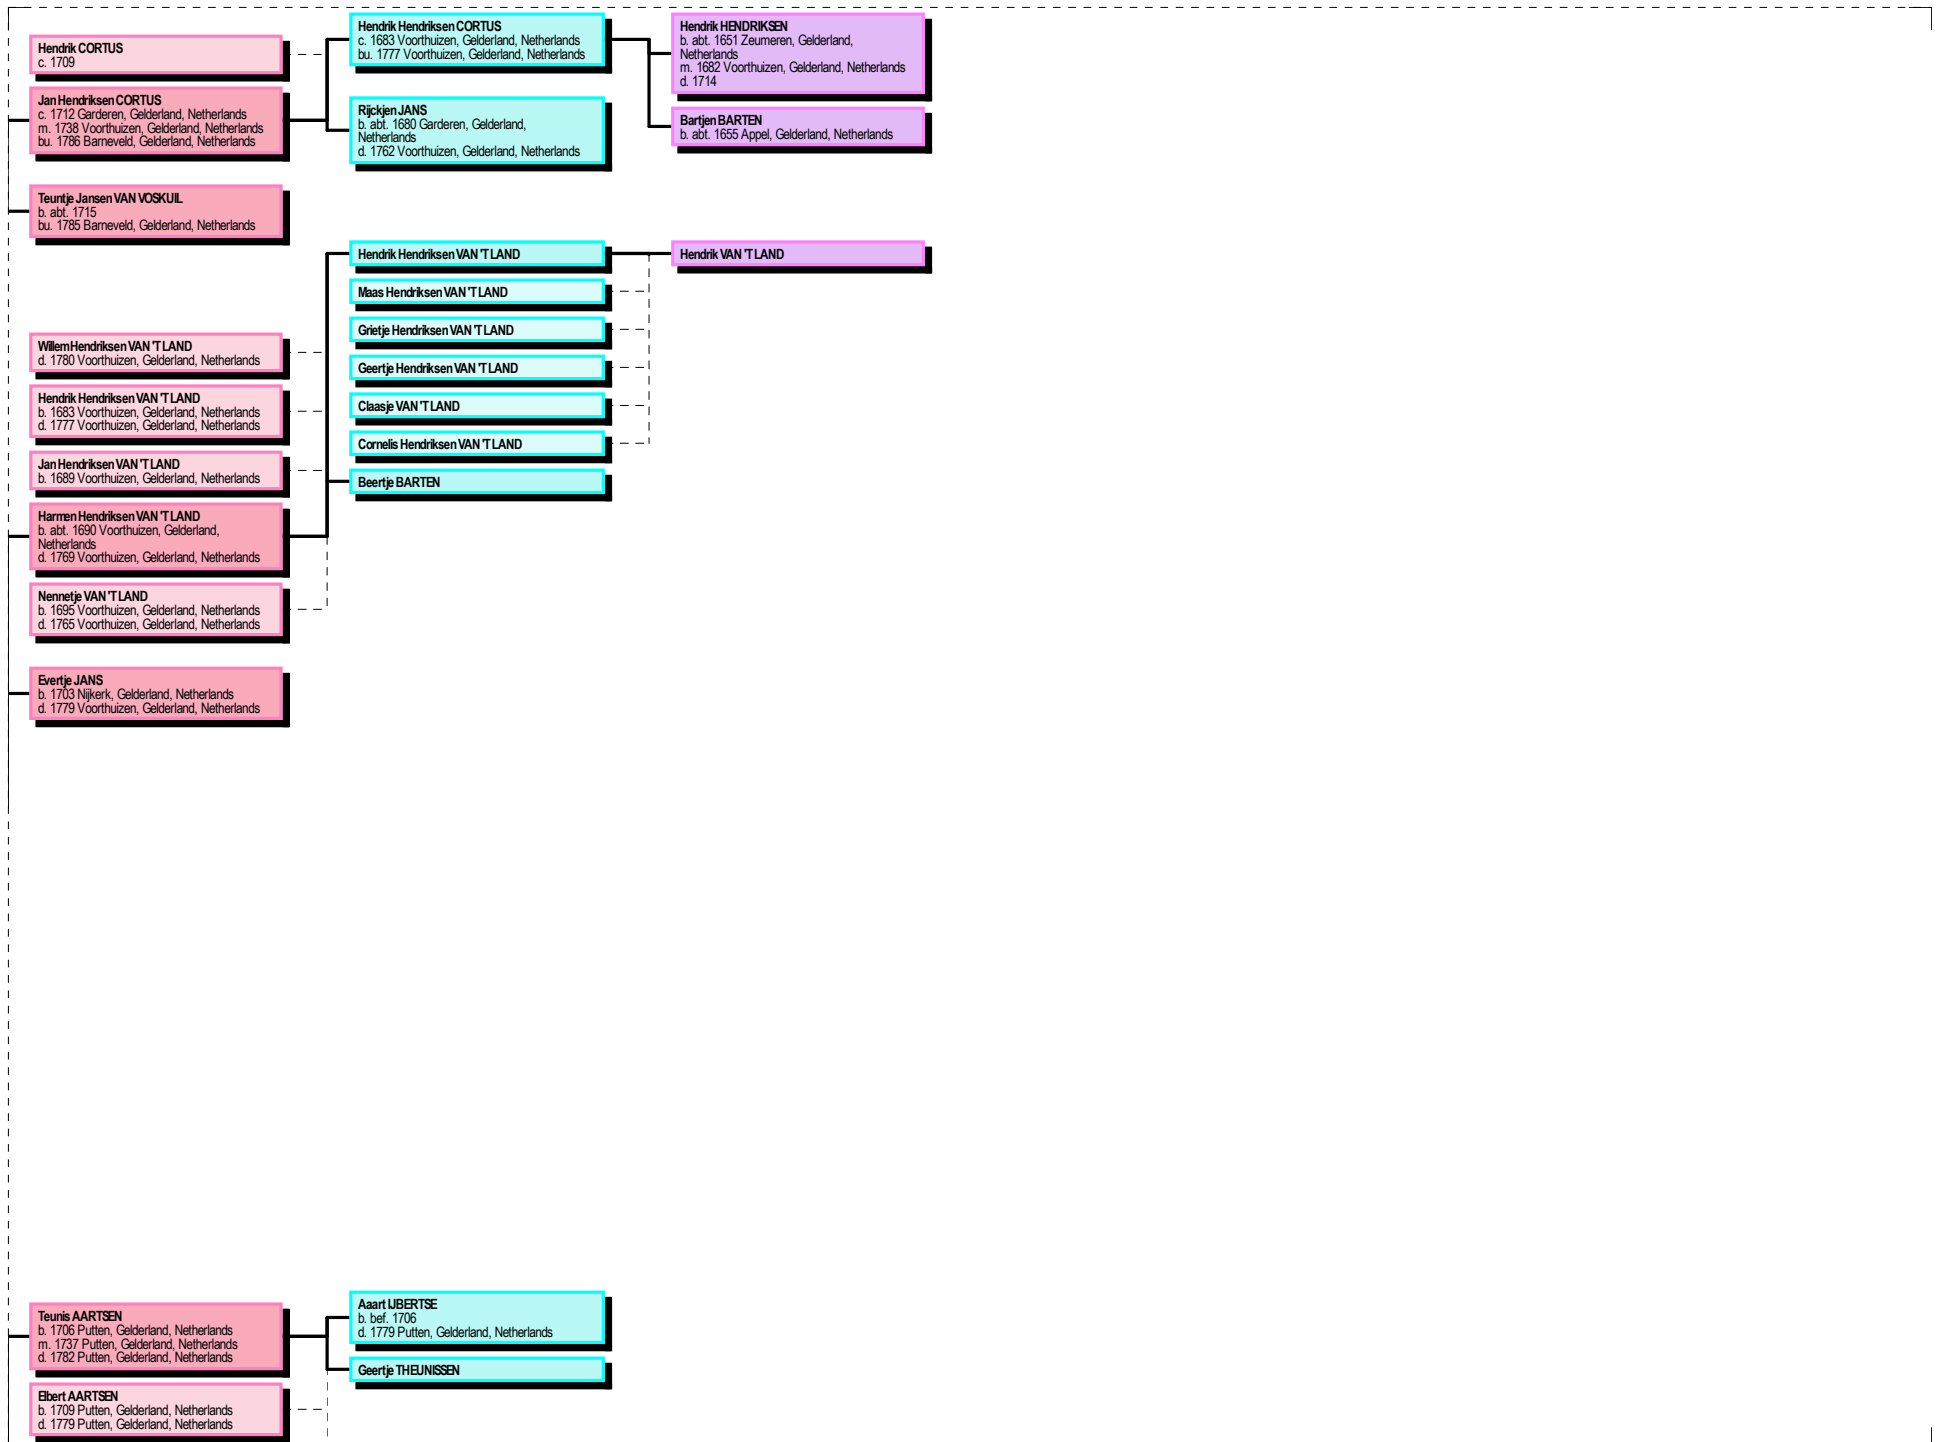 Hendrik CORTUS
c. 1709
Jan Hendriksen CORTUS
c. 1712 Garderen, Gelderland, Netherlands
m. 1738 Voorthuizen, Gelderland, Netherlands
bu. 1786 Barneveld, Gelderland, Netherlands
Teuntje Jansen VAN VOSKUIL
b. abt. 1715
bu. 1785 Barneveld, Gelderland, Netherlands
Willem Hendriksen VAN 'T LAND
d. 1780 Voorthuizen, Gelderland, Netherlands
Hendrik Hendriksen VAN 'T LAND
b. 1683 Voorthuizen, Gelderland, Netherlands
d. 1777 Voorthuizen, Gelderland, Netherlands
Jan Hendriksen VAN 'T LAND
b. 1689 Voorthuizen, Gelderland, Netherlands
Harmen Hendriksen VAN 'T LAND
b. abt. 1690 Voorthuizen, Gelderland,
Netherlands
d. 1769 Voorthuizen, Gelderland, Netherlands
Nennetje VAN 'T LAND
b. 1695 Voorthuizen, Gelderland, Netherlands
d. 1765 Voorthuizen, Gelderland, Netherlands
Evertje JANS
b. 1703 Nijkerk, Gelderland, Netherlands
d. 1779 Voorthuizen, Gelderland, Netherlands
Teunis AARTSEN
b. 1706 Putten, Gelderland, Netherlands
m. 1737 Putten, Gelderland, Netherlands
d. 1782 Putten, Gelderland, Netherlands
Elbert AARTSEN
b. 1709 Putten, Gelderland, Netherlands
d. 1779 Putten, Gelderland, Netherlands
Hendrik Hendriksen CORTUS
c. 1683 Voorthuizen, Gelderland, Netherlands
bu. 1777 Voorthuizen, Gelderland, Netherlands
Rijckjen JANS
b. abt. 1680 Garderen, Gelderland,
Netherlands
d. 1762 Voorthuizen, Gelderland, Netherlands
Hendrik Hendriksen VAN 'T LAND
Maas Hendriksen VAN 'T LAND
Grietje Hendriksen VAN 'T LAND
Geertje Hendriksen VAN 'T LAND
Claasje VAN 'T LAND
Cornelis Hendriksen VAN 'T LAND
Beertje BARTEN
Aaart IJBERTSE
b. bef. 1706
d. 1779 Putten, Gelderland, Netherlands
Geertje THEUNISSEN
Hendrik HENDRIKSEN
b. abt. 1651 Zeumeren, Gelderland,
Netherlands
m. 1682 Voorthuizen, Gelderland, Netherlands
d. 1714
Bartjen BARTEN
b. abt. 1655 Appel, Gelderland, Netherlands
Hendrik VAN 'T LAND